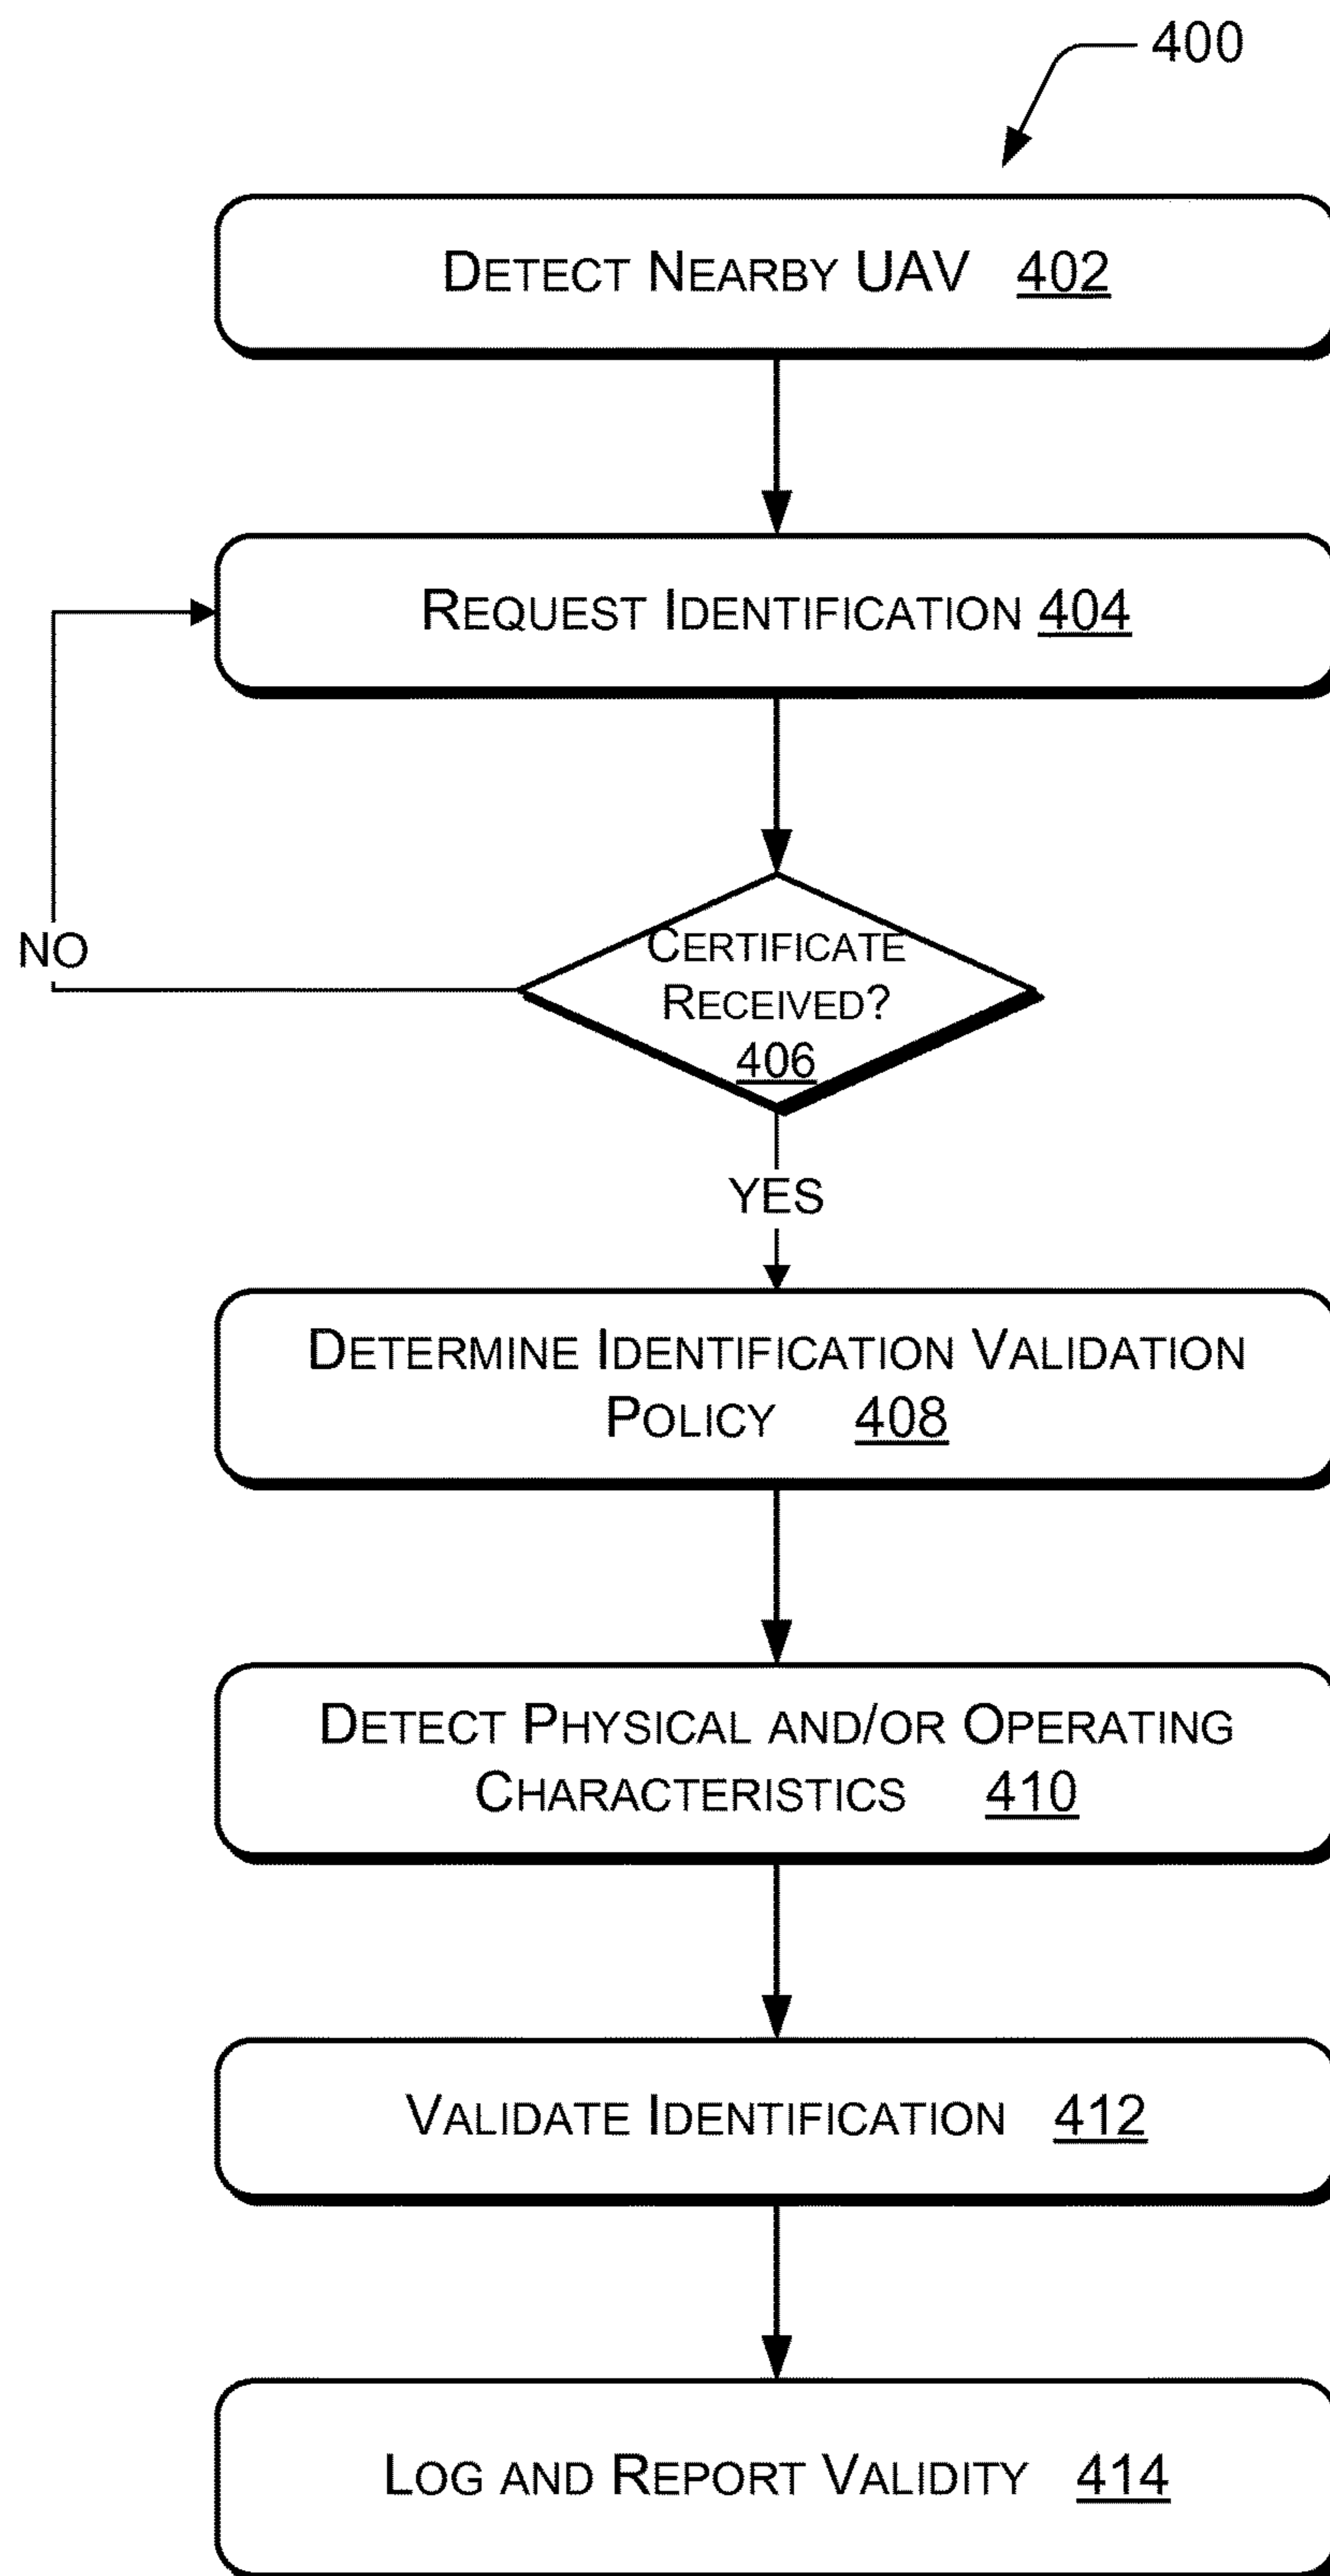 400
DETECT NEARBY UAV 402
REQUEST IDENTIFICATION 404
CERTIFICATE
RECEIVED?
406
NO
YES
DETERMINE IDENTIFICATION VALIDATION
POLICY 408
DETECT PHYSICAL AND/OR OPERATING
CHARACTERISTICS 410
VALIDATE IDENTIFICATION 412
LOG AND REPORT VALIDITY 414